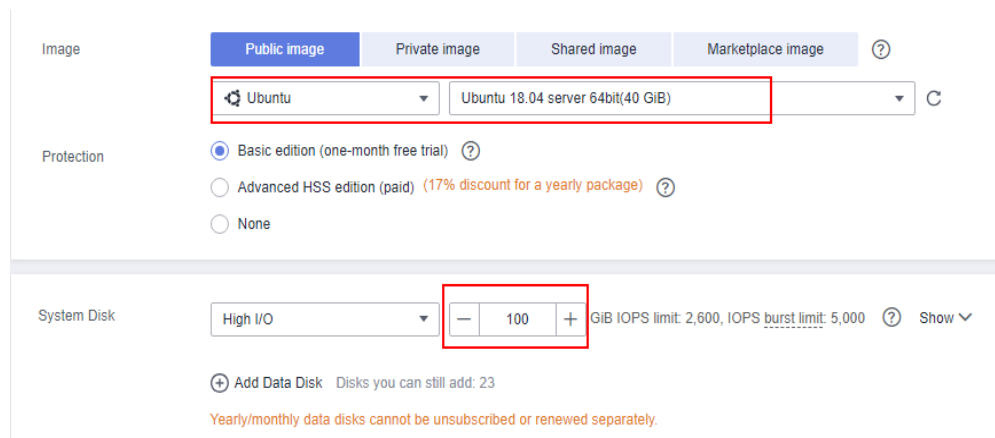 Image Public image Private image Shared image Marketplace image ?
Ubuntu Ubuntu 18.04 server 64bit(40 GiB)
Protection Basic edition (one-month free trial) ?
Advanced HSS edition (paid) (17% discount for a yearly package) ?
None
System Disk High I/O − 100 + GiB IOPS limit: 2,600, IOPS burst limit: 5,000 ? Show
+ Add Data Disk Disks you can still add: 23
Yearly/monthly data disks cannot be unsubscribed or renewed separately.